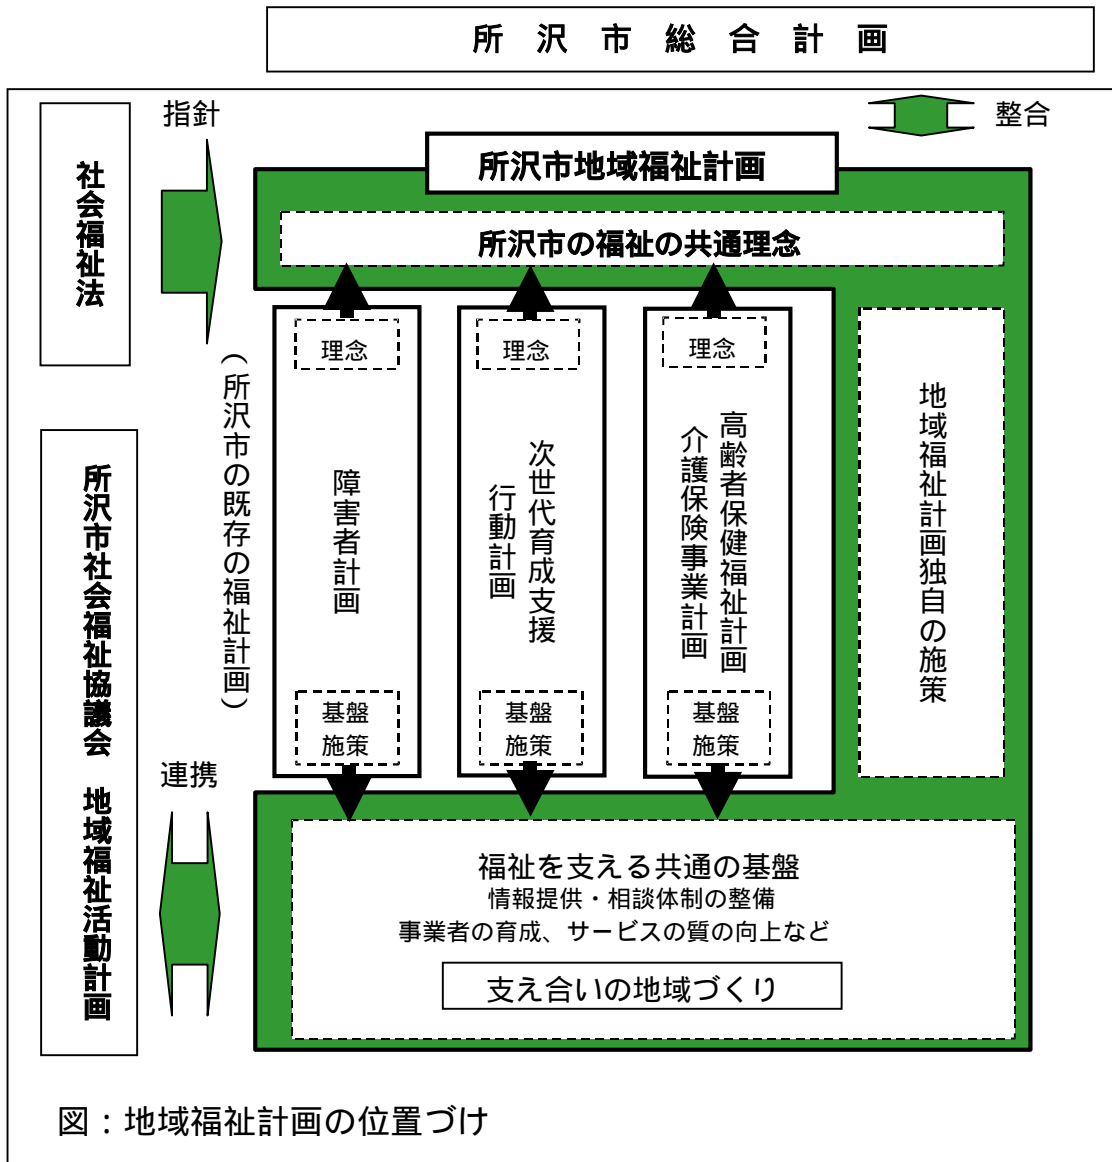 所沢市総合計画
指針
整合
社会福祉法
所沢市地域福祉計画
所沢市の福祉の共通理念
理念
理念
理念
(所沢市の既存の福祉計画)
障害者計画
次世代育成支援
行動計画
高齢者保健福祉計画
介護保険事業計画
地域福祉計画独自の施策
基盤
施策
基盤
施策
基盤
施策
所沢市社会福祉協議会 地域福祉活動計画
連携
福祉を支える共通の基盤
情報提供・相談体制の整備
事業者の育成、サービスの質の向上など
支え合いの地域づくり
図:地域福祉計画の位置づけ